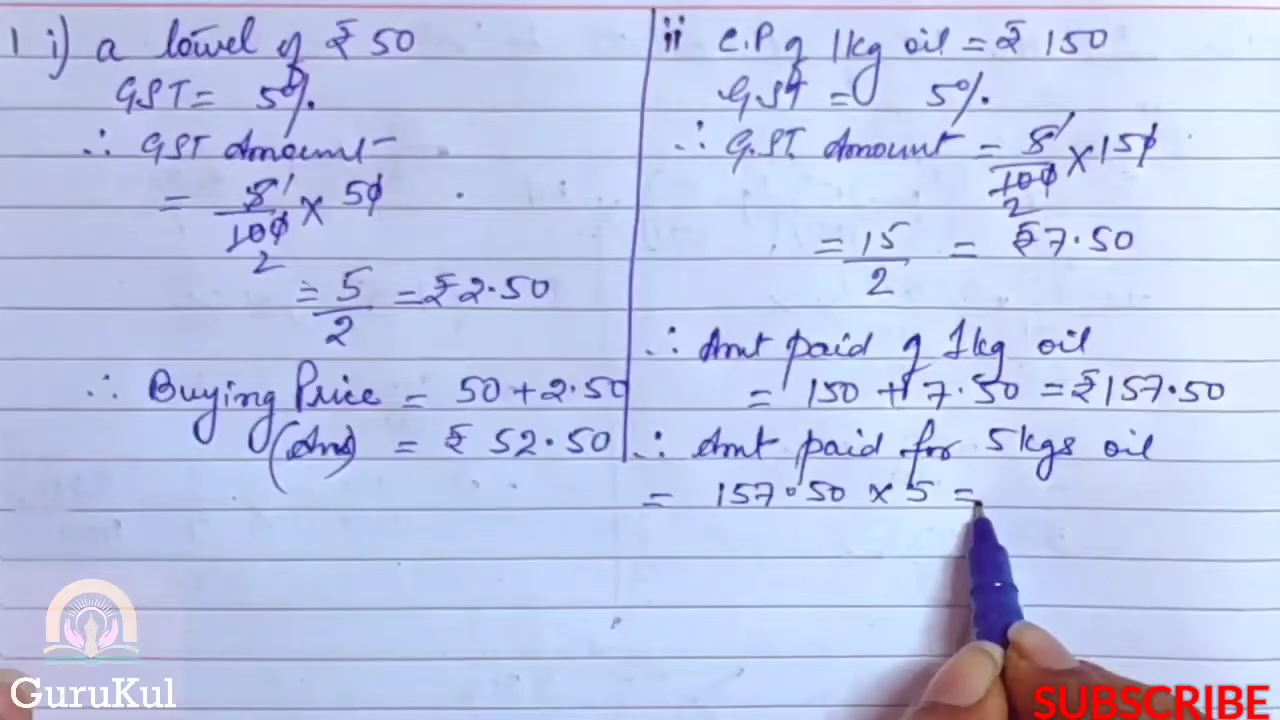 1 i) a towel of ₹ 50
GST = 5%
∴ GST Amount
= 5/100 × 50
1
2
= 5/2 = ₹2.50
∴ Buying Price = 50 + 2.50
(Ans) = ₹ 52.50
ii C.P of 1kg oil = ₹ 150
GST = 5%
∴ G.ST. Amount = 5/100 × 150
1
2
= 15/2 = ₹7.50
∴ Amt paid of 1kg oil
= 150 + 7.50 = ₹157.50
∴ Amt paid for 5kgs oil
= 157.50 × 5 =
GuruKul
SUBSCRIBE